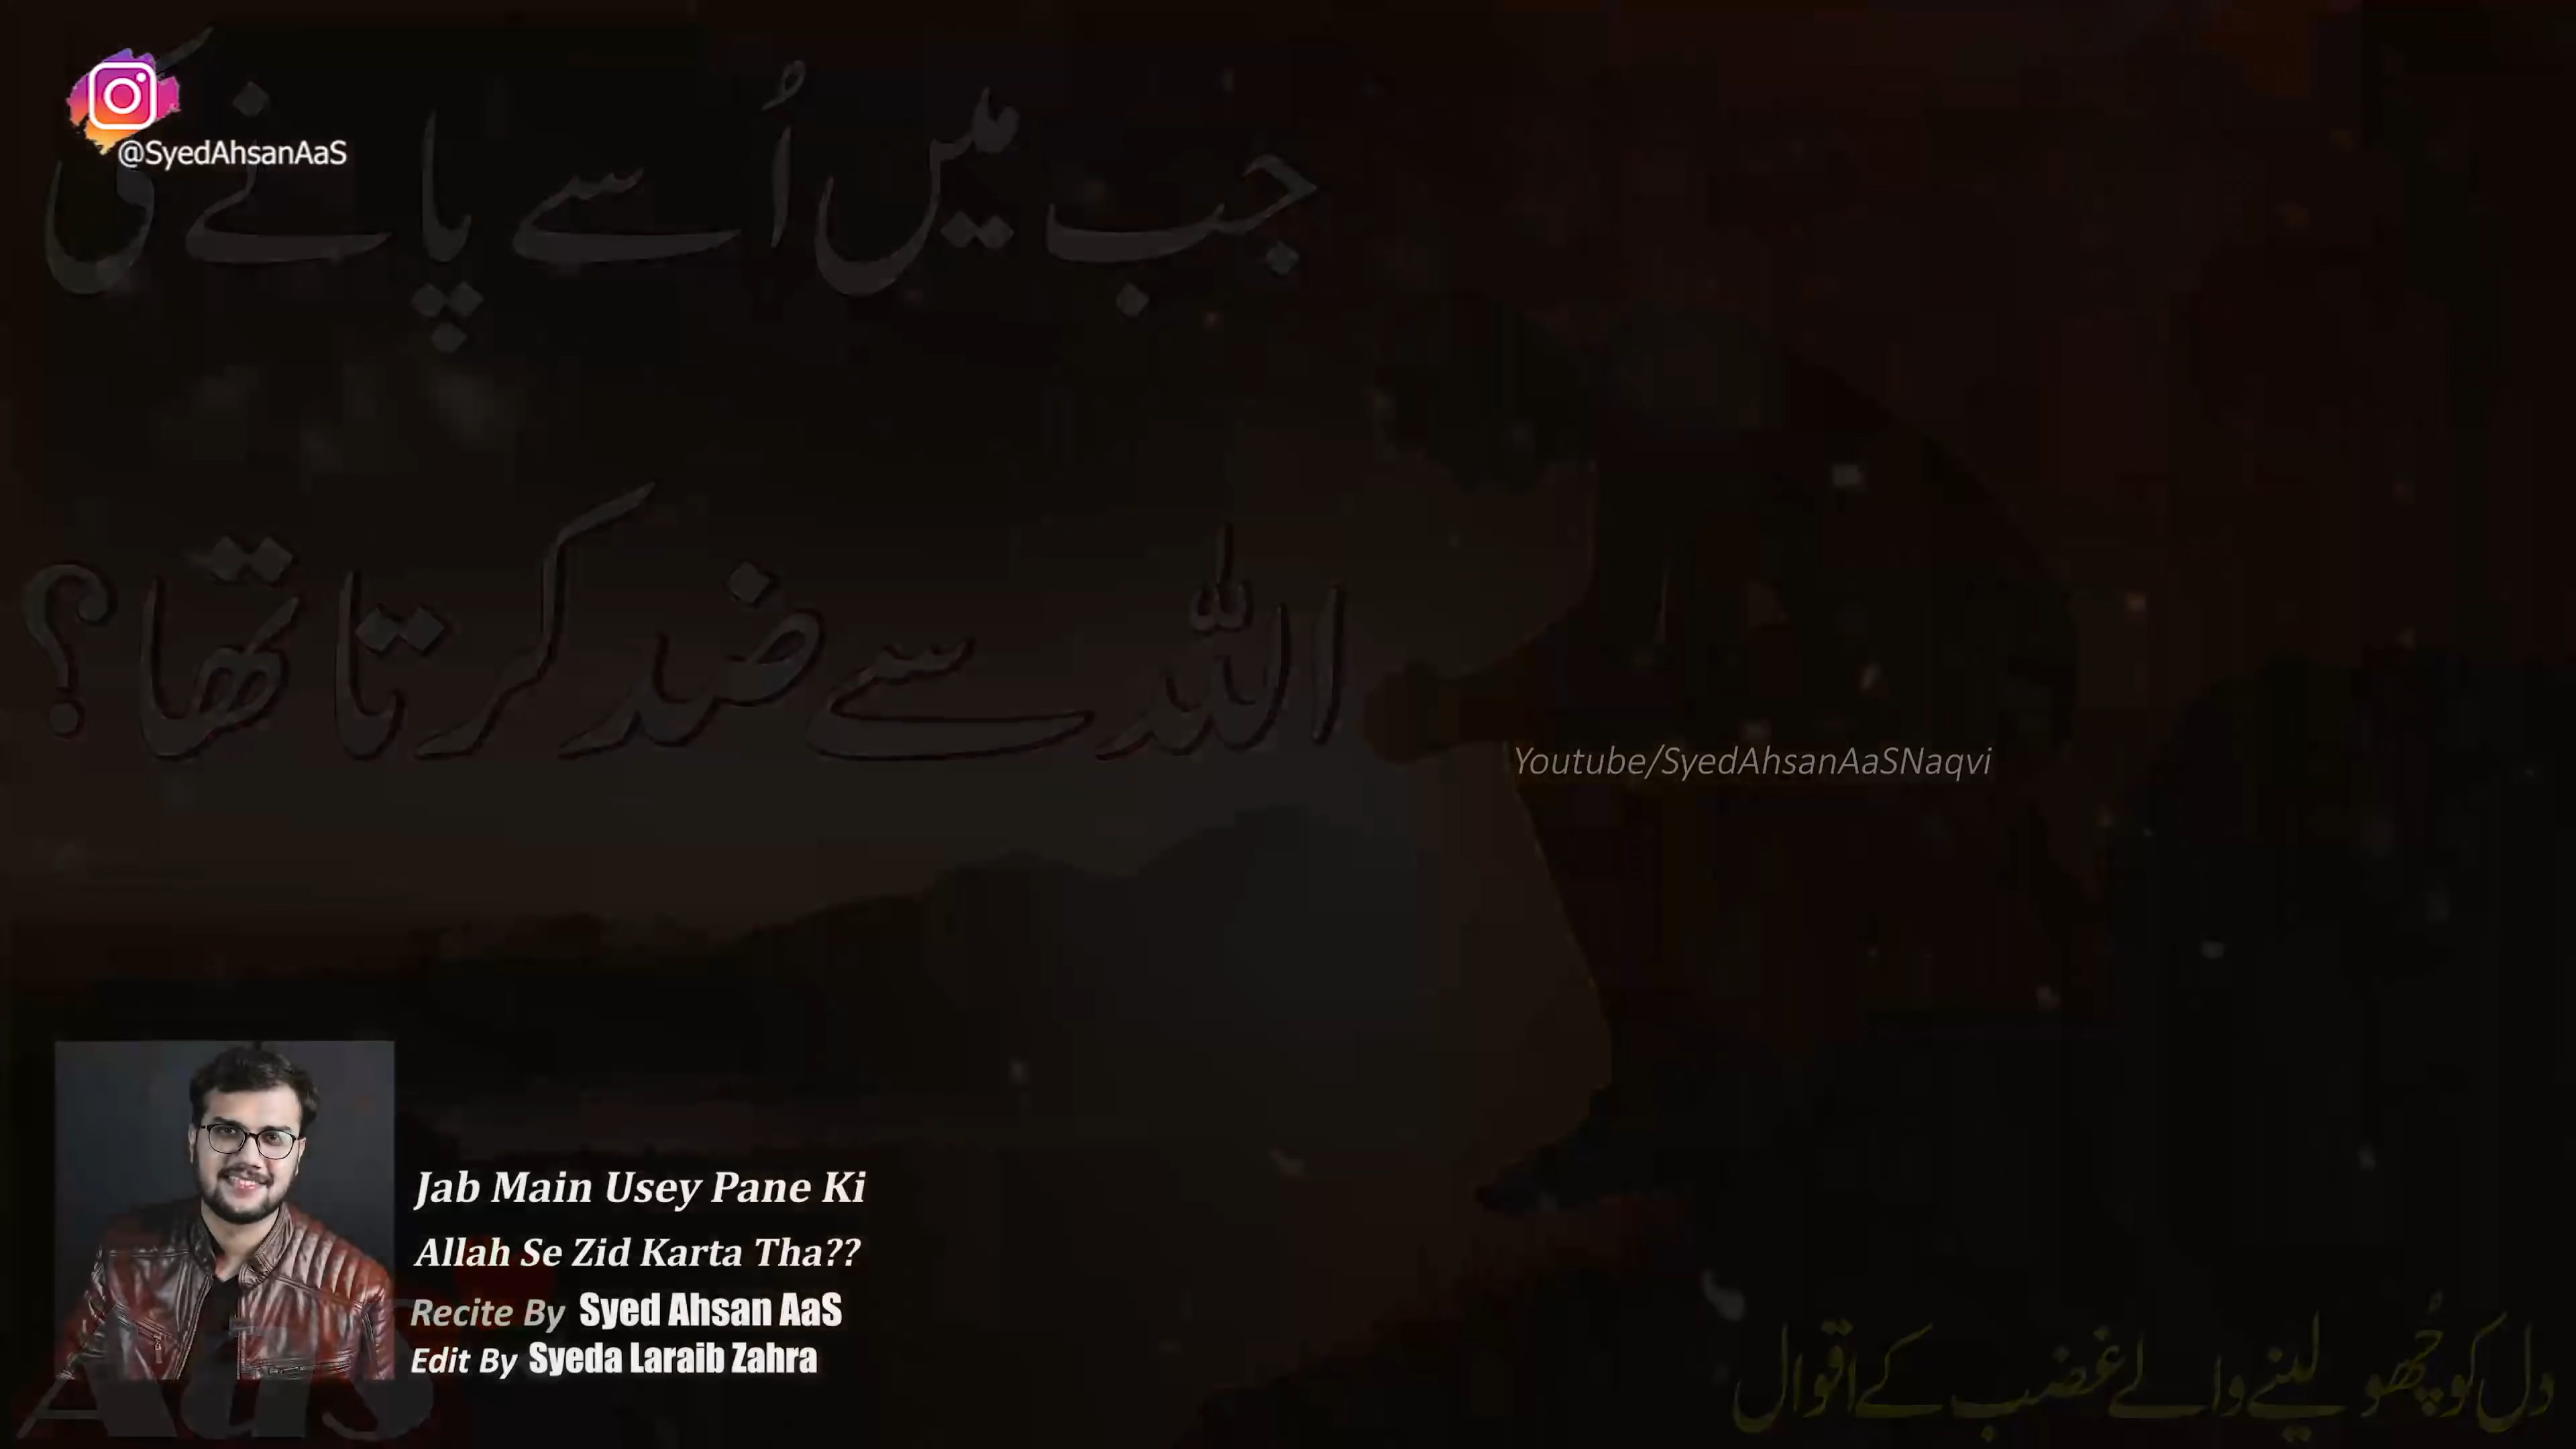 @SyedAhsanAaS
جب میں اُسے پانے کی
اللہ سے ضد کرتا تھا؟
Youtube/SyedAhsanAaSNaqvi
Jab Main Usey Pane Ki
Allah Se Zid Karta Tha??
Recite By Syed Ahsan AaS
Edit By Syeda Laraib Zahra
AaS
دل کو چُھو لینے والے غضب کے اقوال